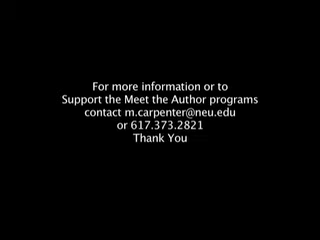 For more information or to
Support the Meet the Author programs
contact m.carpenter@neu.edu
or 617.373.2821
Thank You